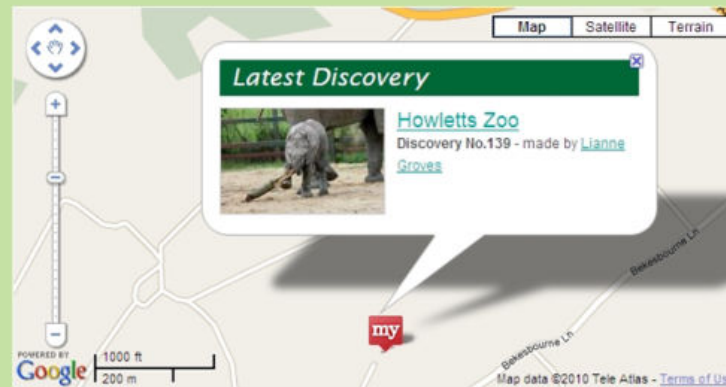 Map Satellite Terrain
Latest Discovery
Howletts Zoo
Discovery No.139 - made by Lianne
Groves
my
Bekesbourne Ln
Bekesbourne Ln
POWERED BY
Google
1000 ft
200 m
Map data ©2010 Tele Atlas - Terms of U